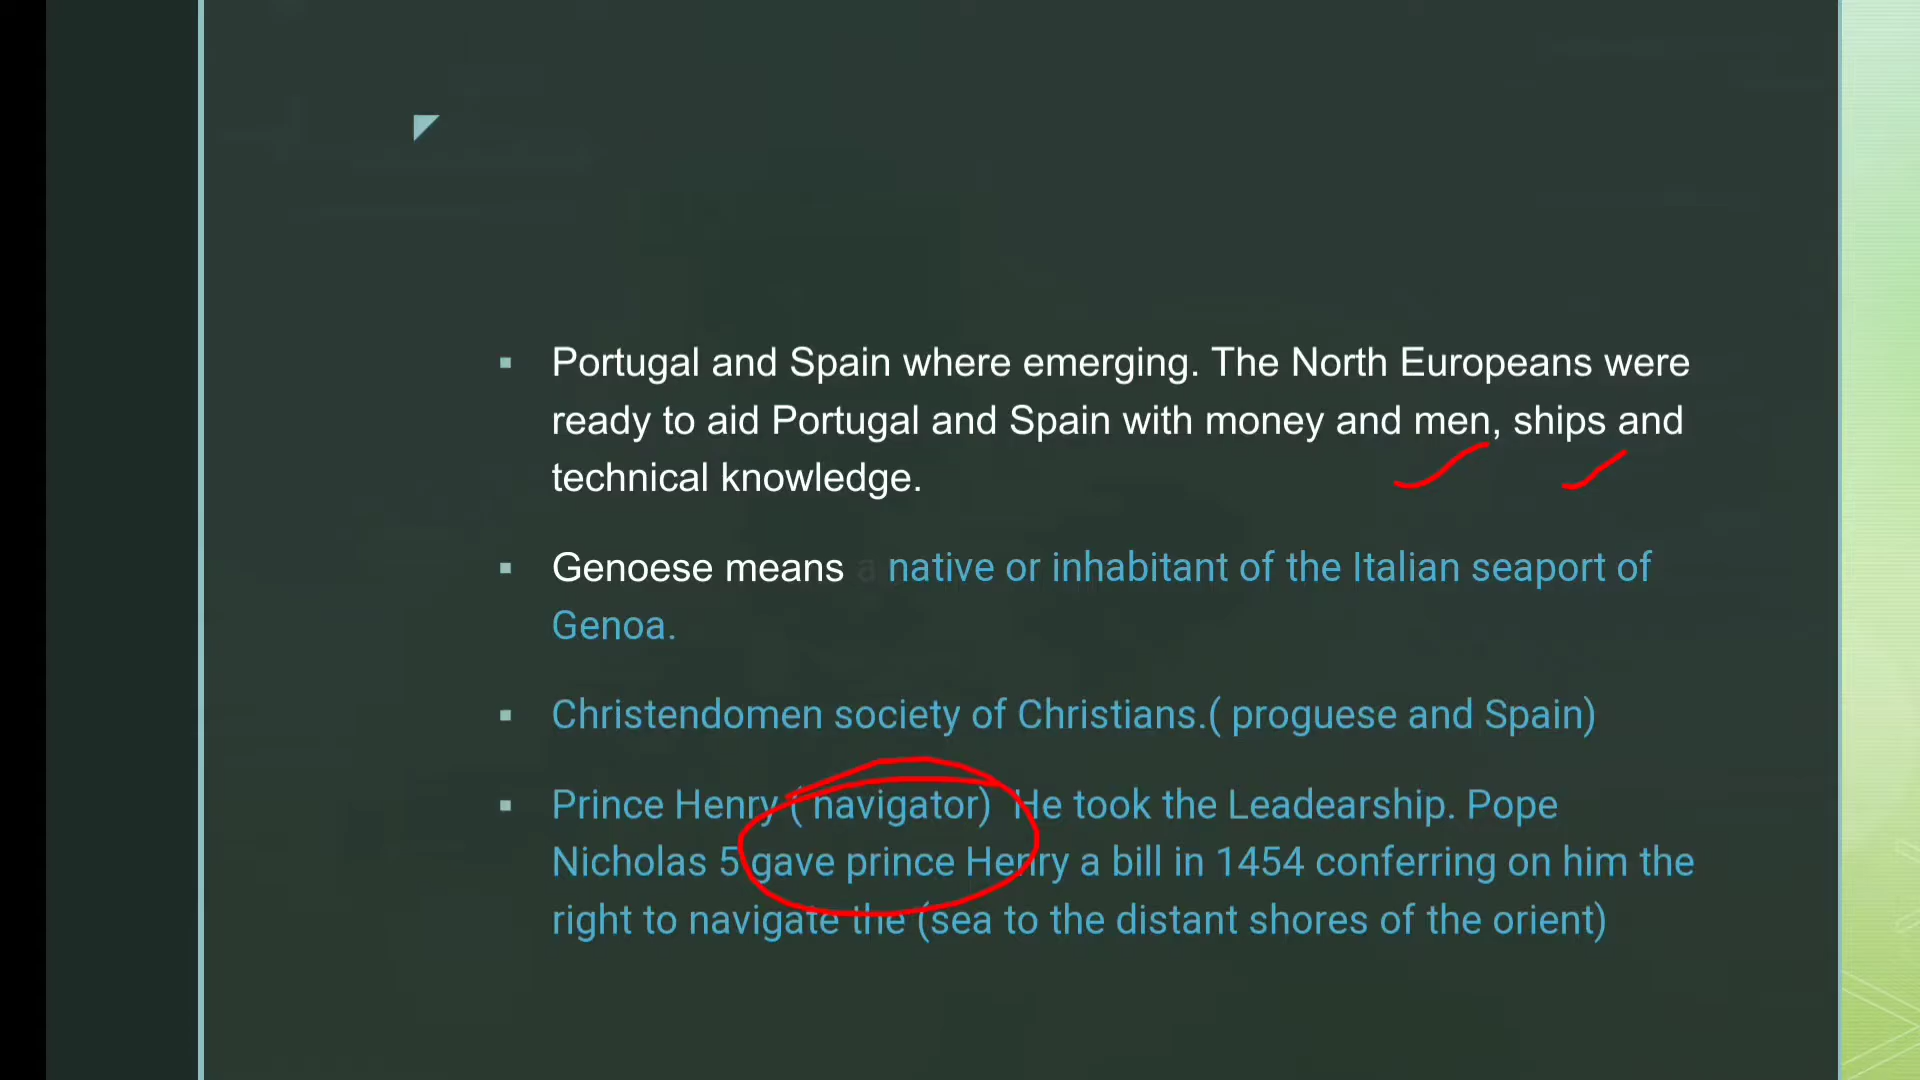 Portugal and Spain where emerging. The North Europeans were
ready to aid Portugal and Spain with money and men, ships and
technical knowledge.
Genoese means a native or inhabitant of the Italian seaport of
Genoa.
Christendomen society of Christians.( proguese and Spain)
Prince Henry ( navigator) He took the Leadearship. Pope
Nicholas 5 gave prince Henry a bill in 1454 conferring on him the
right to navigate the (sea to the distant shores of the orient)